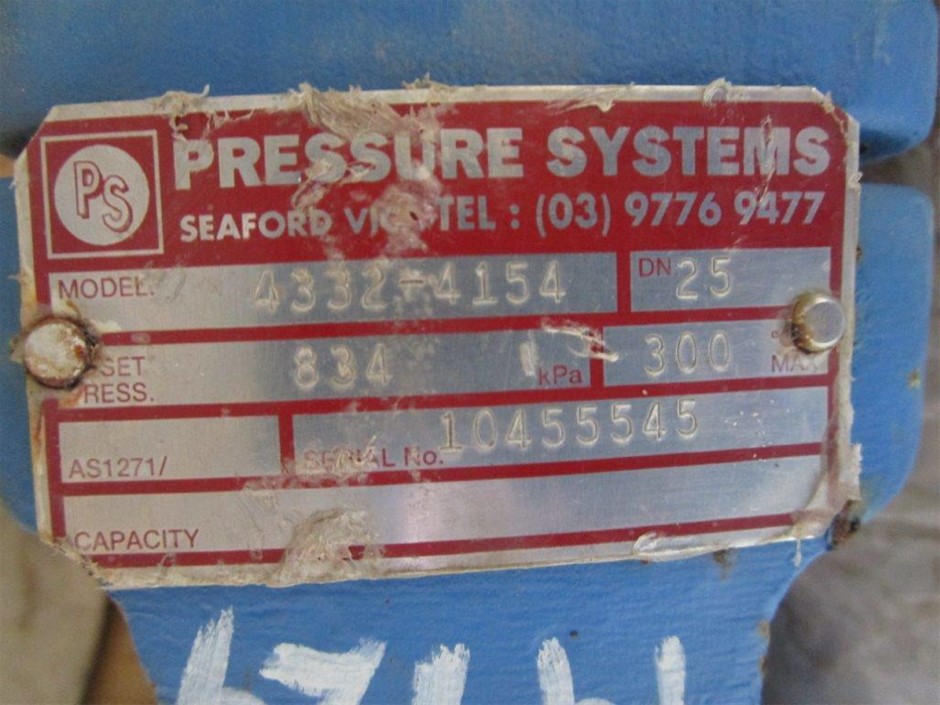 PS PRESSURE SYSTEMS
SEAFORD VIC TEL : (03) 9776 9477
MODEL. 4332-4154 DN 25
SET PRESS. 834 kPa 300 MAX
AS1271/ SERIAL No. 10455545
CAPACITY